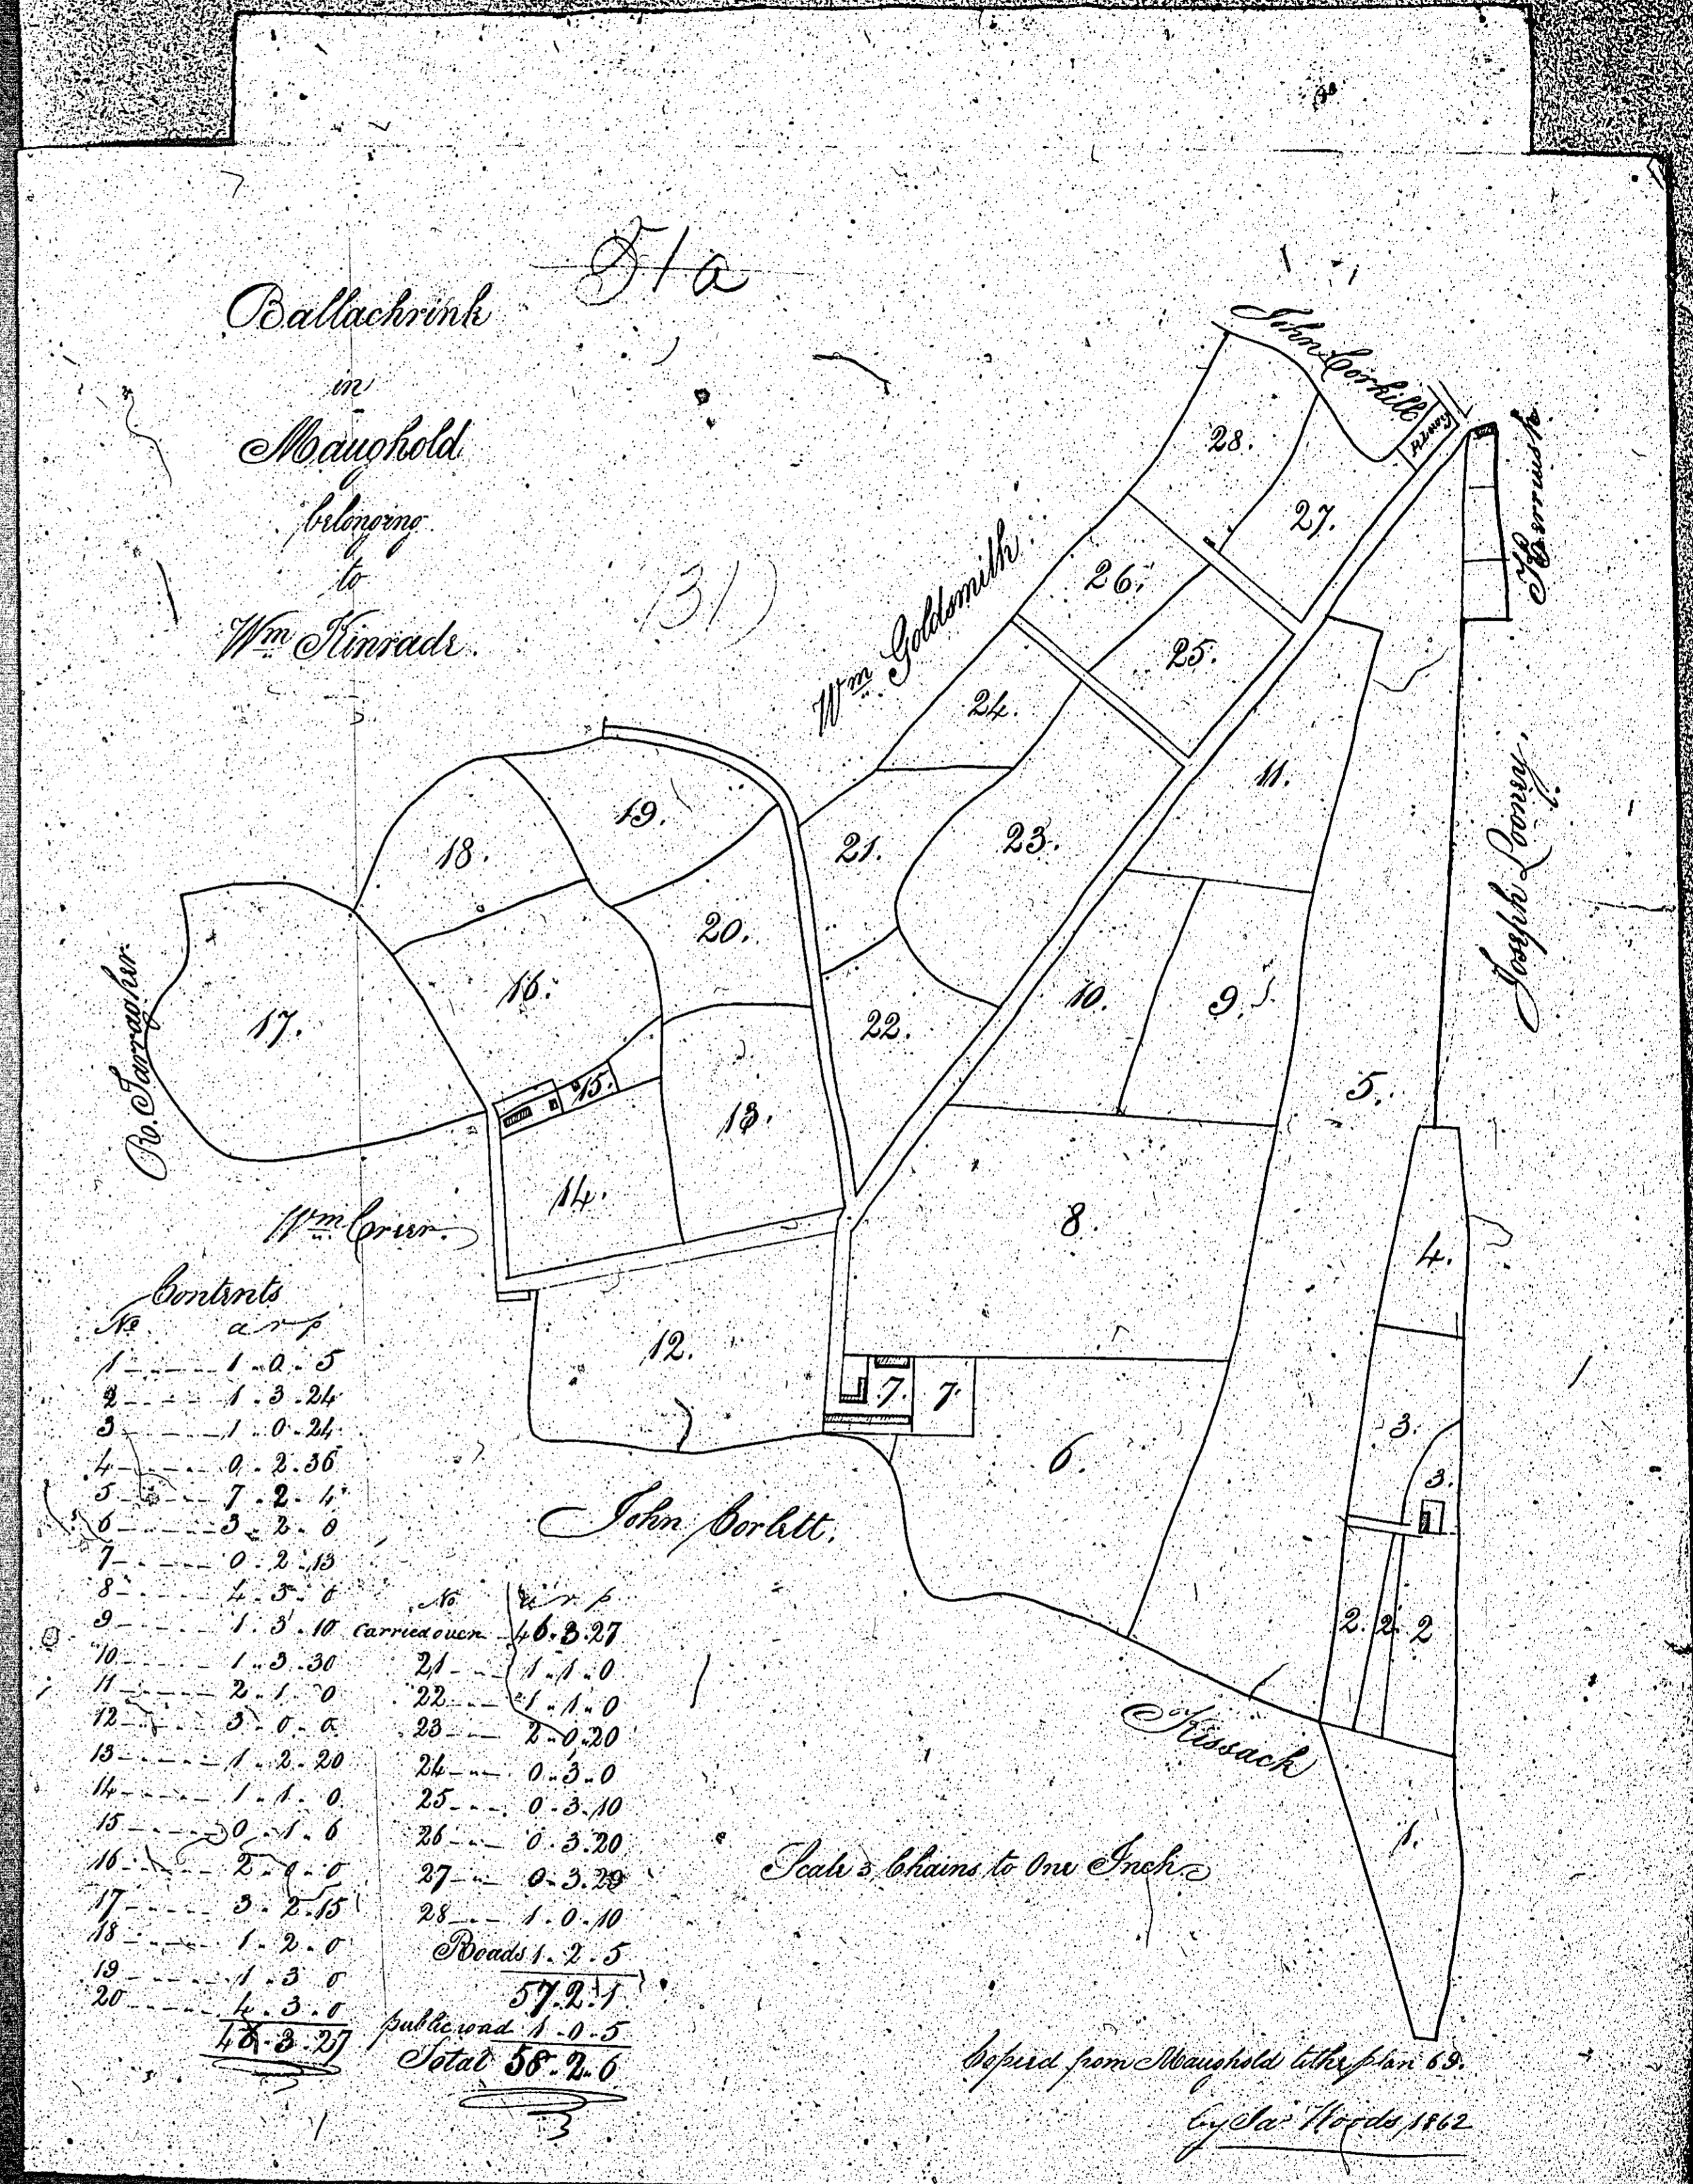 51a
Ballachrink
in
Maughold
belonging
to
Wm Kinrade.
(31)
John Corkill
Kerruish
Wm Goldsmith
Joseph Looney.
Ro. Farragher
Wm Creer.
John Corlett.
Kissack
28.
27.
26.
25.
24.
11.
23.
21.
19.
18.
20.
16.
17.
22.
10.
9.
5.
15.
13.
14.
8.
4.
12.
7.
7.
3.
3.
6.
2.
2.
2
1.
Contents
No a r p
1 1 . 0 . 5
2 1 . 3 . 24
3 1 . 0 . 24
4 0 . 2 . 36
5 7 . 2 . 4
6 3 . 2 . 0
7 0 . 2 . 13
8 4 . 3 . 0
9 1 . 3 . 10
10 1 . 3 . 30
11 2 . 1 . 0
12 3 . 0 . 0
13 1 . 2 . 20
14 1 . 1 . 0
15 0 . 1 . 6
16 2 . 0 . 0
17 3 . 2 . 15
18 1 . 2 . 0
19 1 . 3 0
20 4 . 3 . 0
46 . 3 . 27
No a r p
Carried over 46 . 3 . 27
21 1 . 1 . 0
22 1 . 1 . 0
23 2 . 0 . 20
24 0 . 3 . 0
25 0 . 3 . 10
26 0 . 3 . 20
27 0 . 3 . 29
28 1 . 0 . 10
Roads 1 . 2 . 5
57 . 2 . 1
public road 1 . 0 . 5
Total 58 . 2 . 6
Scale 3 Chains to One Inch
Copied from Maughold tithe plan 69.
by Jas Woods 1862